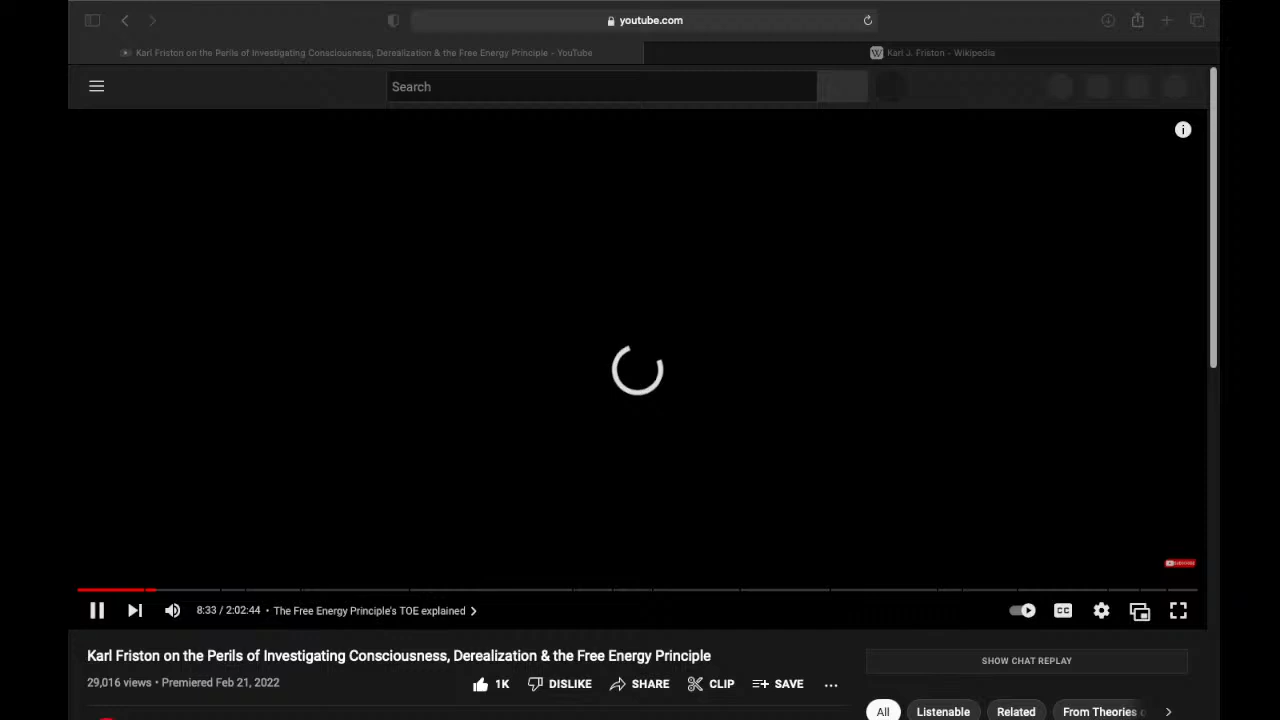 youtube.com
Karl Friston on the Perils of Investigating Consciousness, Derealization & the Free Energy Principle - YouTube
W Karl J. Friston - Wikipedia
Search
i
8:33 / 2:02:44 • The Free Energy Principle's TOE explained
CC
Karl Friston on the Perils of Investigating Consciousness, Derealization & the Free Energy Principle
SHOW CHAT REPLAY
29,016 views • Premiered Feb 21, 2022
1K DISLIKE SHARE CLIP SAVE ...
All Listenable Related From Theories